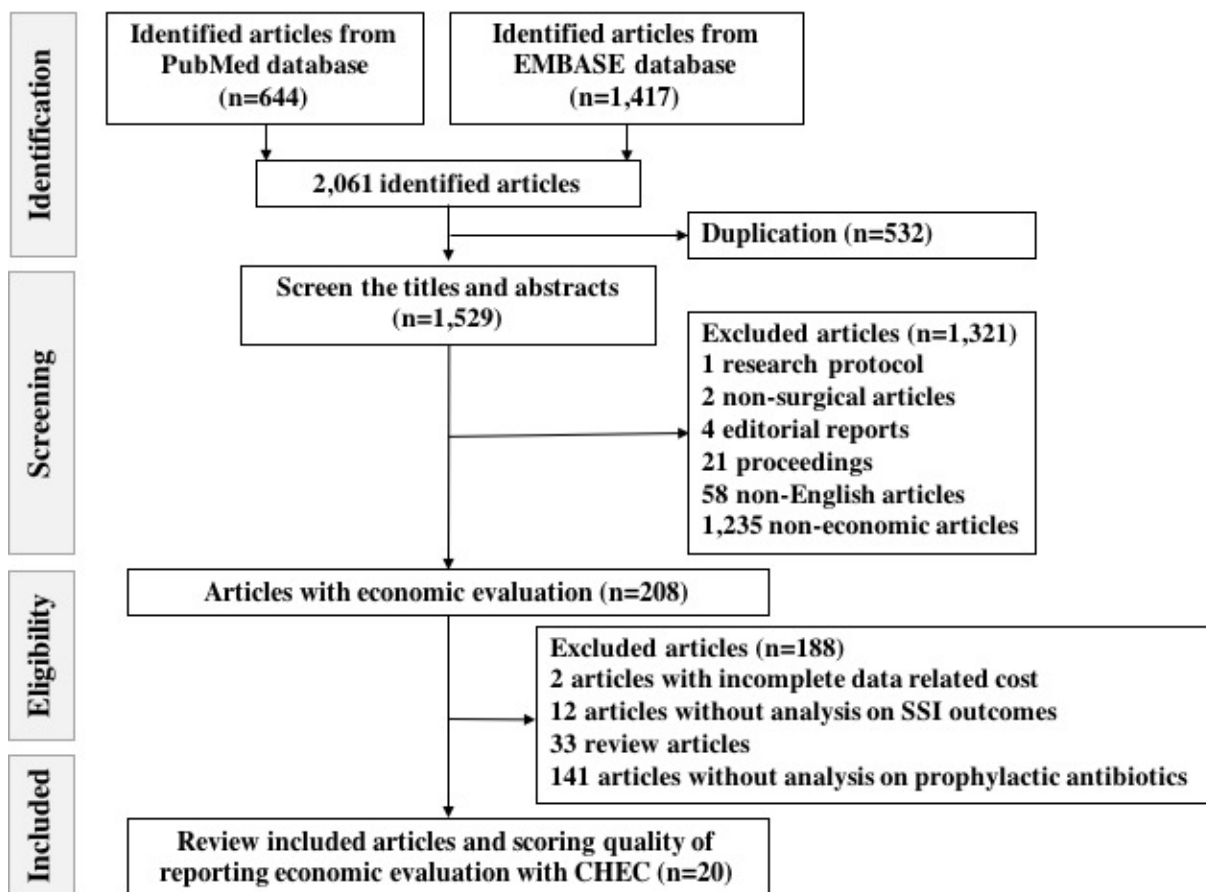 Identification
Identified articles from
PubMed database
(n=644)
Identified articles from
EMBASE database
(n=1,417)
2,061 identified articles
Duplication (n=532)
Screening
Screen the titles and abstracts
(n=1,529)
Excluded articles (n=1,321)
1 research protocol
2 non-surgical articles
4 editorial reports
21 proceedings
58 non-English articles
1,235 non-economic articles
Eligibility
Articles with economic evaluation (n=208)
Excluded articles (n=188)
2 articles with incomplete data related cost
12 articles without analysis on SSI outcomes
33 review articles
141 articles without analysis on prophylactic antibiotics
Included
Review included articles and scoring quality of
reporting economic evaluation with CHEC (n=20)